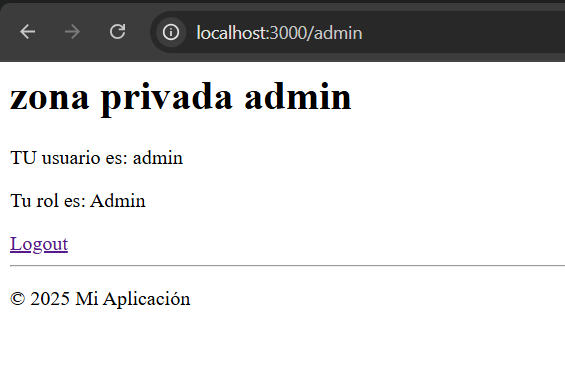 localhost:3000/admin
zona privada admin
TU usuario es: admin
Tu rol es: Admin
Logout
© 2025 Mi Aplicación